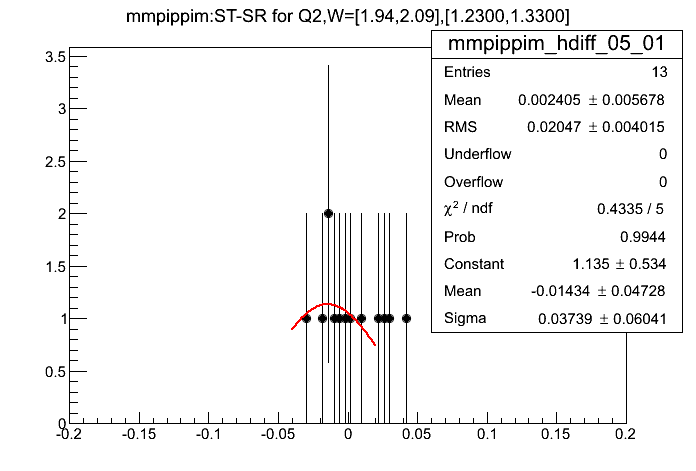 mmpippim:ST-SR for Q2,W=[1.94,2.09],[1.2300,1.3300]
mmpippim_hdiff_05_01
Entries 13
Mean 0.002405 ± 0.005678
RMS 0.02047 ± 0.004015
Underflow 0
Overflow 0
χ² / ndf 0.4335 / 5
Prob 0.9944
Constant 1.135 ± 0.534
Mean -0.01434 ± 0.04728
Sigma 0.03739 ± 0.06041
3.5
3
2.5
2
1.5
1
0.5
0
-0.2 -0.15 -0.1 -0.05 0 0.05 0.1 0.15 0.2